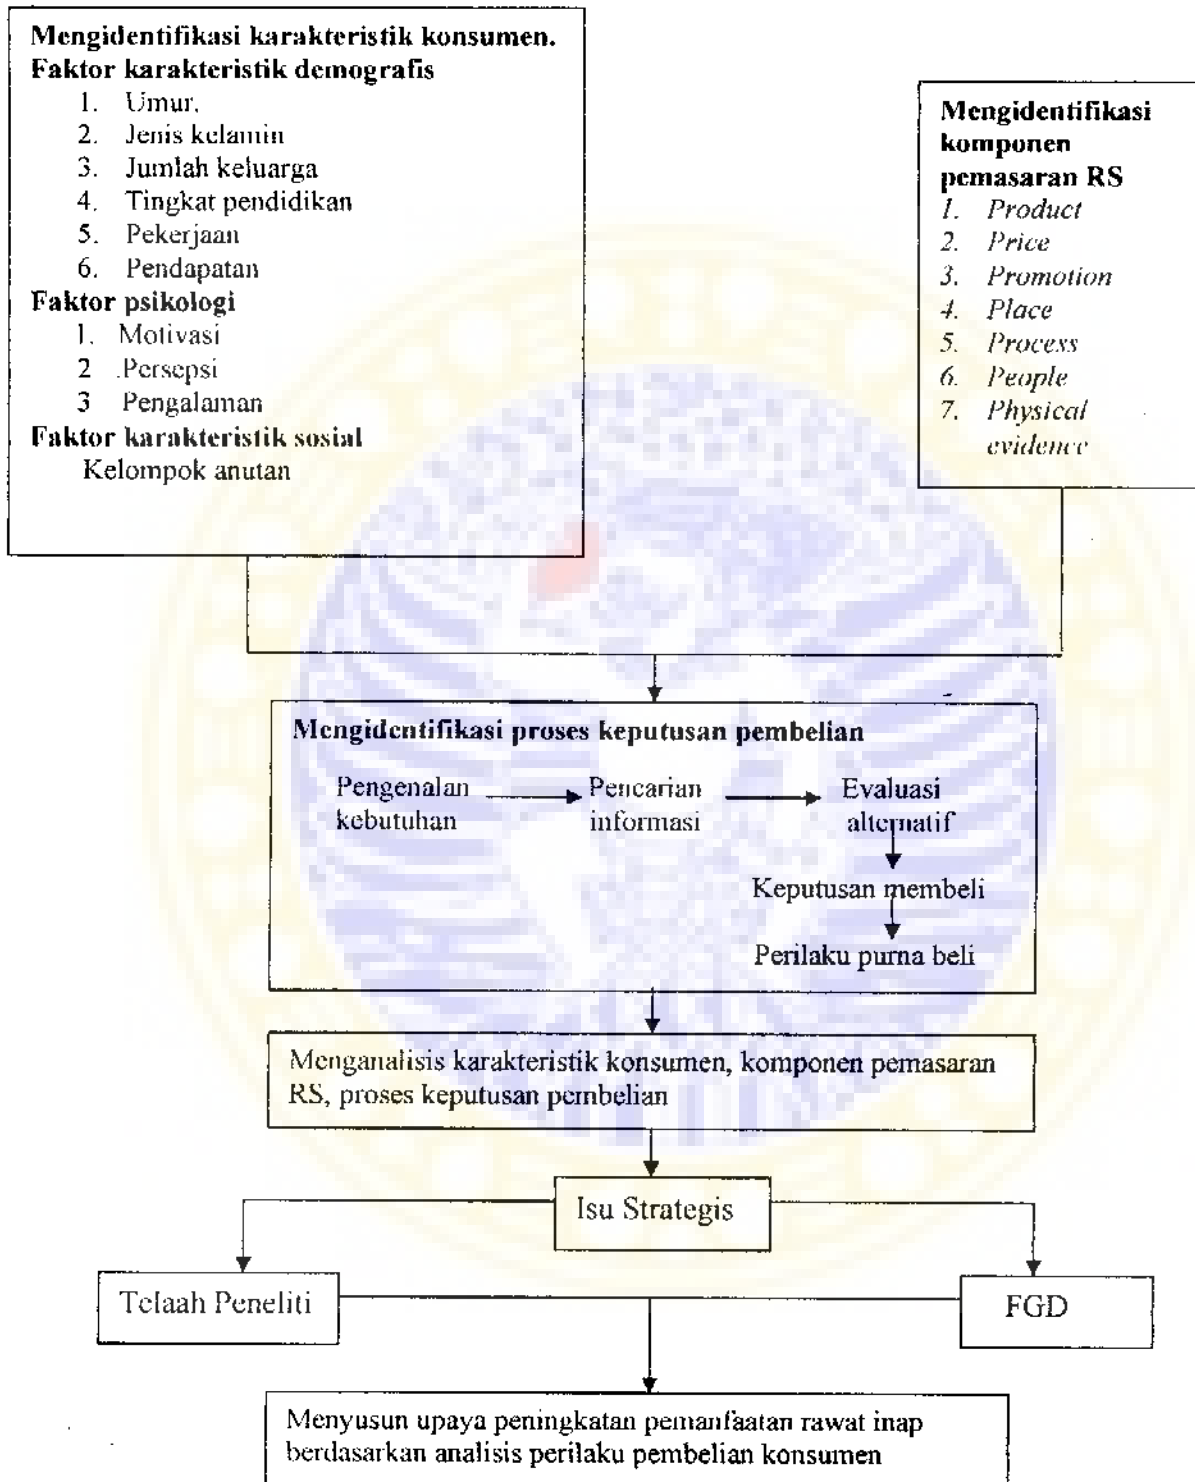 Mengidentifikasi karakteristik konsumen.
Faktor karakteristik demografis
1. Umur.
2. Jenis kelamin
3. Jumlah keluarga
4. Tingkat pendidikan
5. Pekerjaan
6. Pendapatan
Faktor psikologi
1. Motivasi
2 .Persepsi
3 Pengalaman
Faktor karakteristik sosial
Kelompok anutan
Mengidentifikasi
komponen
pemasaran RS
1. Product
2. Price
3. Promotion
4. Place
5. Process
6. People
7. Physical
evidence
Mengidentifikasi proses keputusan pembelian
Pengenalan
kebutuhan
Pencarian
informasi
Evaluasi
alternatif
Keputusan membeli
Perilaku purna beli
Menganalisis karakteristik konsumen, komponen pemasaran
RS, proses keputusan pembelian
Isu Strategis
Telaah Peneliti
FGD
Menyusun upaya peningkatan pemanfaatan rawat inap
berdasarkan analisis perilaku pembelian konsumen